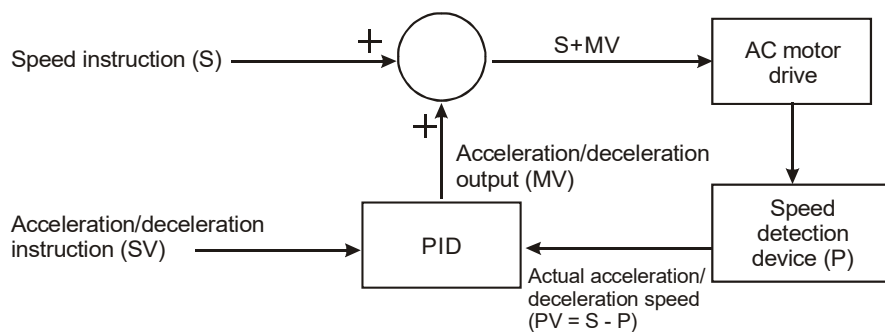 Speed instruction (S)
+
S+MV
AC motor
drive
+
Acceleration/deceleration
output (MV)
Acceleration/deceleration
instruction (SV)
PID
Speed
detection
device (P)
Actual acceleration/
deceleration speed
(PV = S - P)